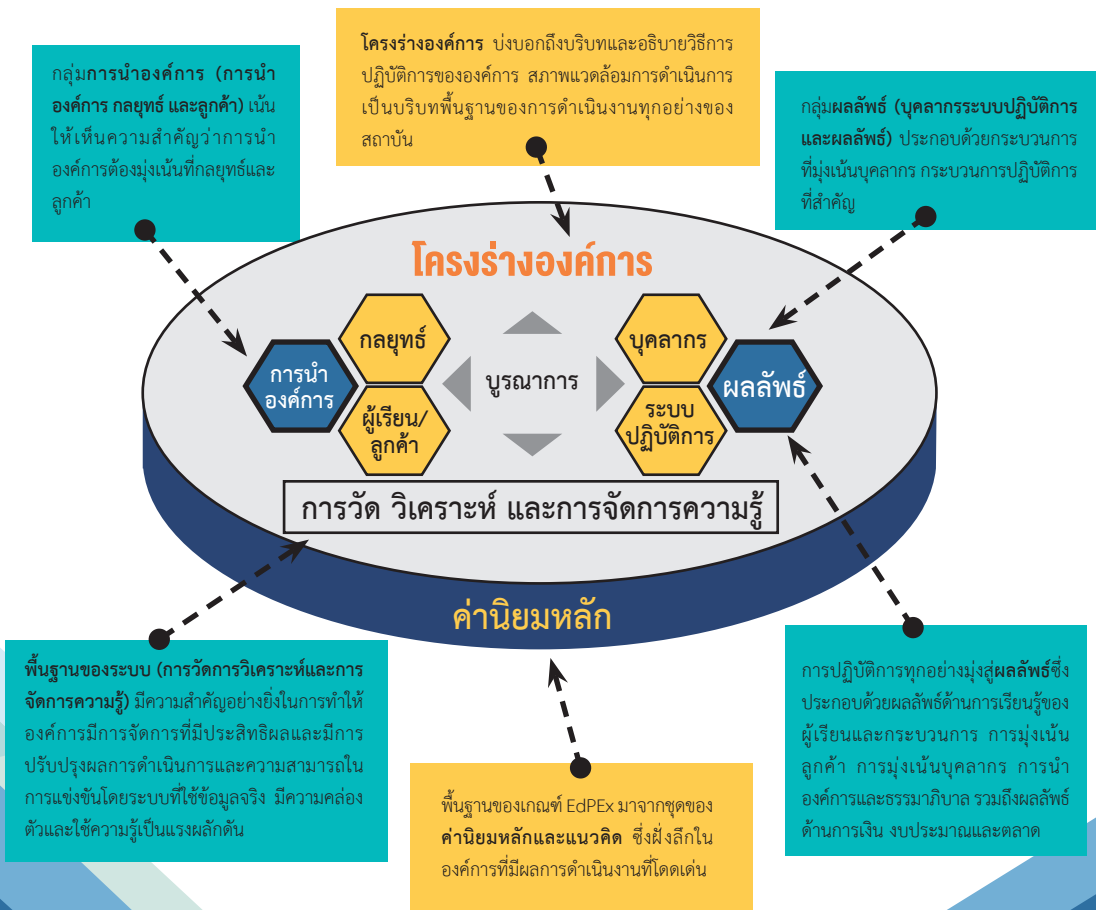 โครงร่างองค์การ บ่งบอกถึงบริบทและอธิบายวิธีการ
ปฏิบัติการขององค์การ สภาพแวดล้อมการดำเนินการ
เป็นบริบทพื้นฐานของการดำเนินงานทุกอย่างของ
สถาบัน
กลุ่มการนำองค์การ (การนำ
องค์การ กลยุทธ์ และลูกค้า) เน้น
ให้เห็นความสำคัญว่าการนำ
องค์การต้องมุ่งเน้นที่กลยุทธ์และ
ลูกค้า
กลุ่มผลลัพธ์ (บุคลากรระบบปฏิบัติการ
และผลลัพธ์) ประกอบด้วยกระบวนการ
ที่มุ่งเน้นบุคลากร กระบวนการปฏิบัติการ
ที่สำคัญ
โครงร่างองค์การ
กลยุทธ์
การนำ
องค์การ
ผู้เรียน/
ลูกค้า
บูรณาการ
บุคลากร
ระบบ
ปฏิบัติการ
ผลลัพธ์
การวัด วิเคราะห์ และการจัดการความรู้
ค่านิยมหลัก
พื้นฐานของระบบ (การวัดการวิเคราะห์และการ
จัดการความรู้) มีความสำคัญอย่างยิ่งในการทำให้
องค์การมีการจัดการที่มีประสิทธิผลและมีการ
ปรับปรุงผลการดำเนินการและความสามารถใน
การแข่งขันโดยระบบที่ใช้ข้อมูลจริง มีความคล่อง
ตัวและใช้ความรู้เป็นแรงผลักดัน
พื้นฐานของเกณฑ์ EdPEx มาจากชุดของ
ค่านิยมหลักและแนวคิด ซึ่งฝั่งลึกใน
องค์การที่มีผลการดำเนินงานที่โดดเด่น
การปฏิบัติการทุกอย่างมุ่งสู่ผลลัพธ์ซึ่ง
ประกอบด้วยผลลัพธ์ด้านการเรียนรู้ของ
ผู้เรียนและกระบวนการ การมุ่งเน้น
ลูกค้า การมุ่งเน้นบุคลากร การนำ
องค์การและธรรมาภิบาล รวมถึงผลลัพธ์
ด้านการเงิน งบประมาณและตลาด